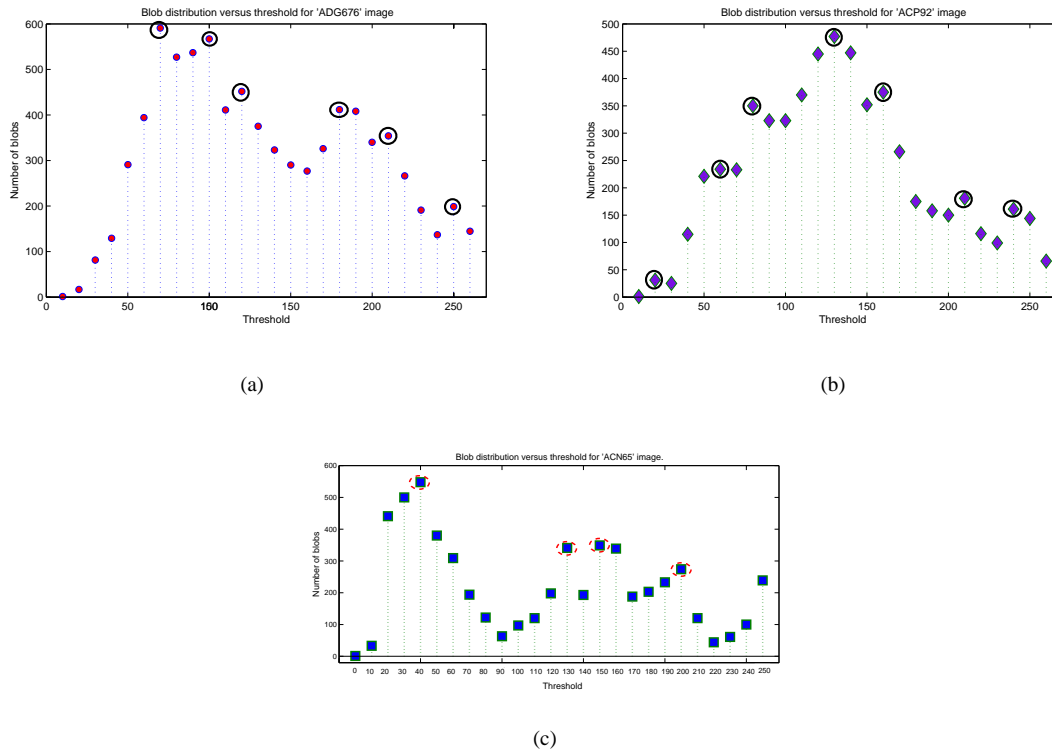 Blob distribution versus threshold for 'ADG676' image
600
500
400
300
200
100
0
Number of blobs
0 50 100 150 200 250
Threshold
(a)
Blob distribution versus threshold for 'ACP92' image
500
450
400
350
300
250
200
150
100
50
0
Number of blobs
0 50 100 150 200 250
Threshold
(b)
Blob distribution versus threshold for 'ACN65' image.
600
500
400
300
200
100
0
Number of blobs
0 10 20 30 40 50 60 70 80 90 100 110 120 130 140 150 160 170 180 190 200 210 220 230 240 250
Threshold
(c)